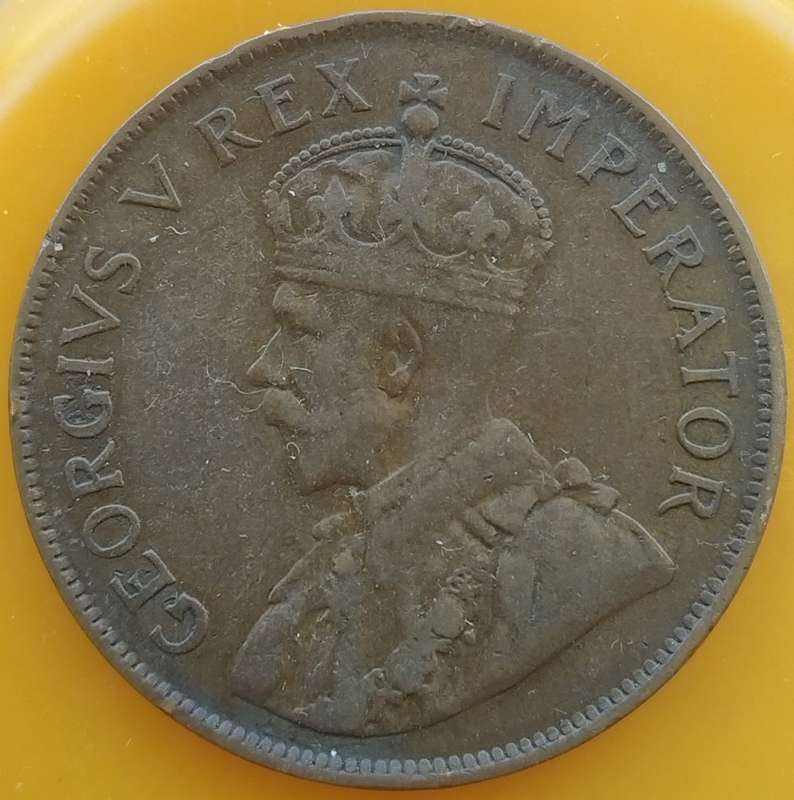 GEORGIVS V REX IMPERATOR